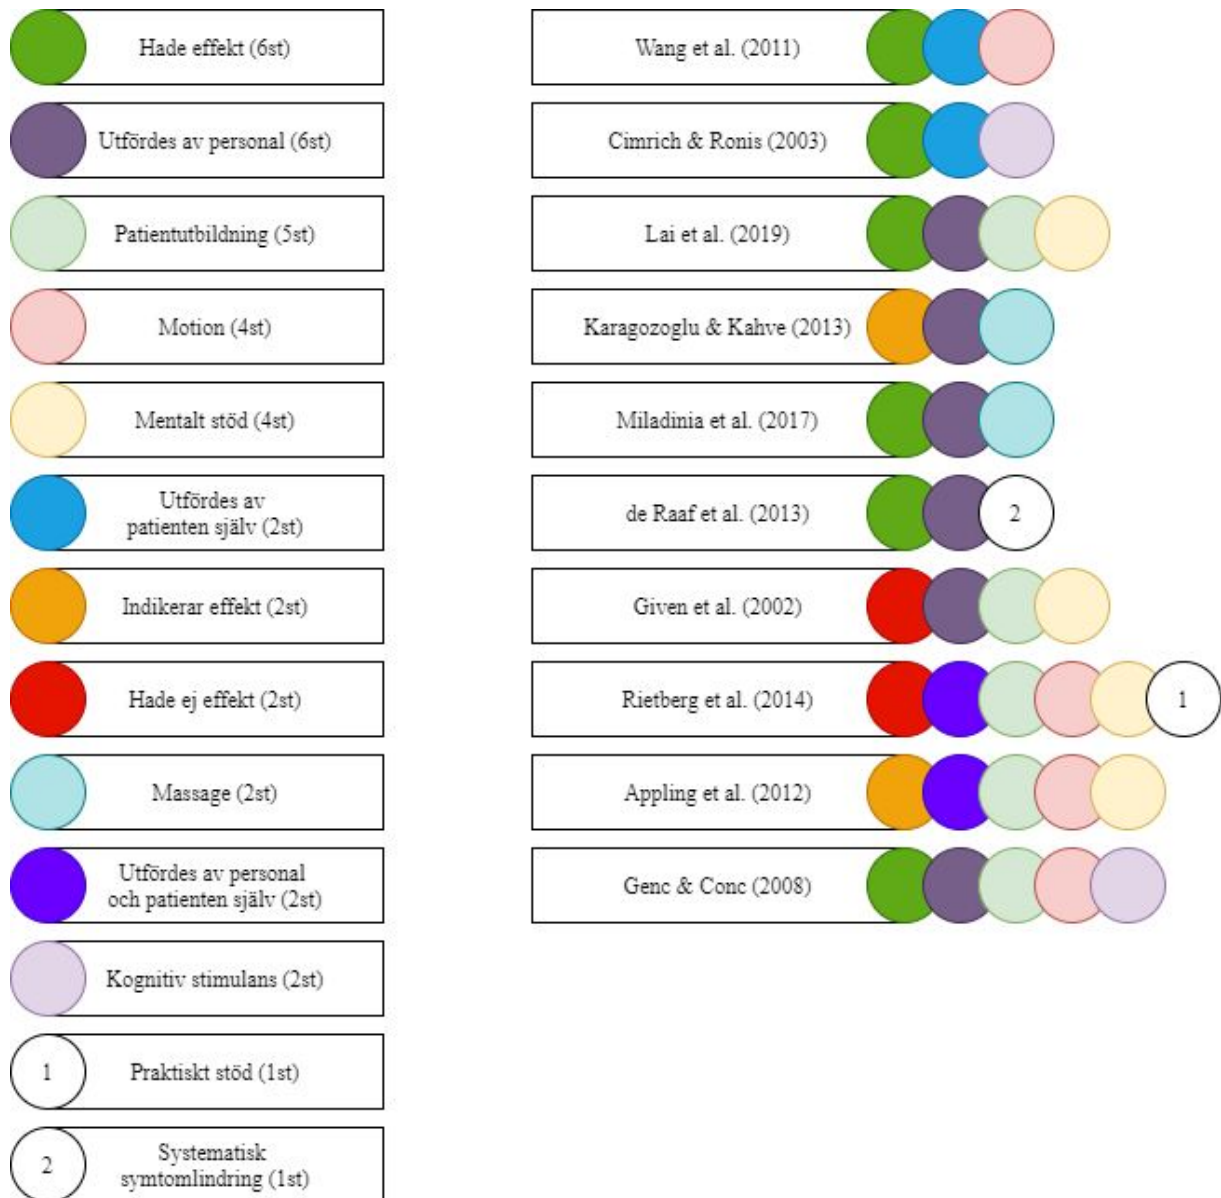 Hade effekt (6st)
Utfördes av personal (6st)
Patientutbildning (5st)
Motion (4st)
Mentalt stöd (4st)
Utfördes av
patienten själv (2st)
Indikerar effekt (2st)
Hade ej effekt (2st)
Massage (2st)
Utfördes av personal
och patienten själv (2st)
Kognitiv stimulans (2st)
1
Praktiskt stöd (1st)
2
Systematisk
symtomlindring (1st)
Wang et al. (2011)
Cimrich & Ronis (2003)
Lai et al. (2019)
Karagozoglu & Kahve (2013)
Miladinia et al. (2017)
de Raaf et al. (2013)
2
Given et al. (2002)
Rietberg et al. (2014)
1
Appling et al. (2012)
Genc & Conc (2008)